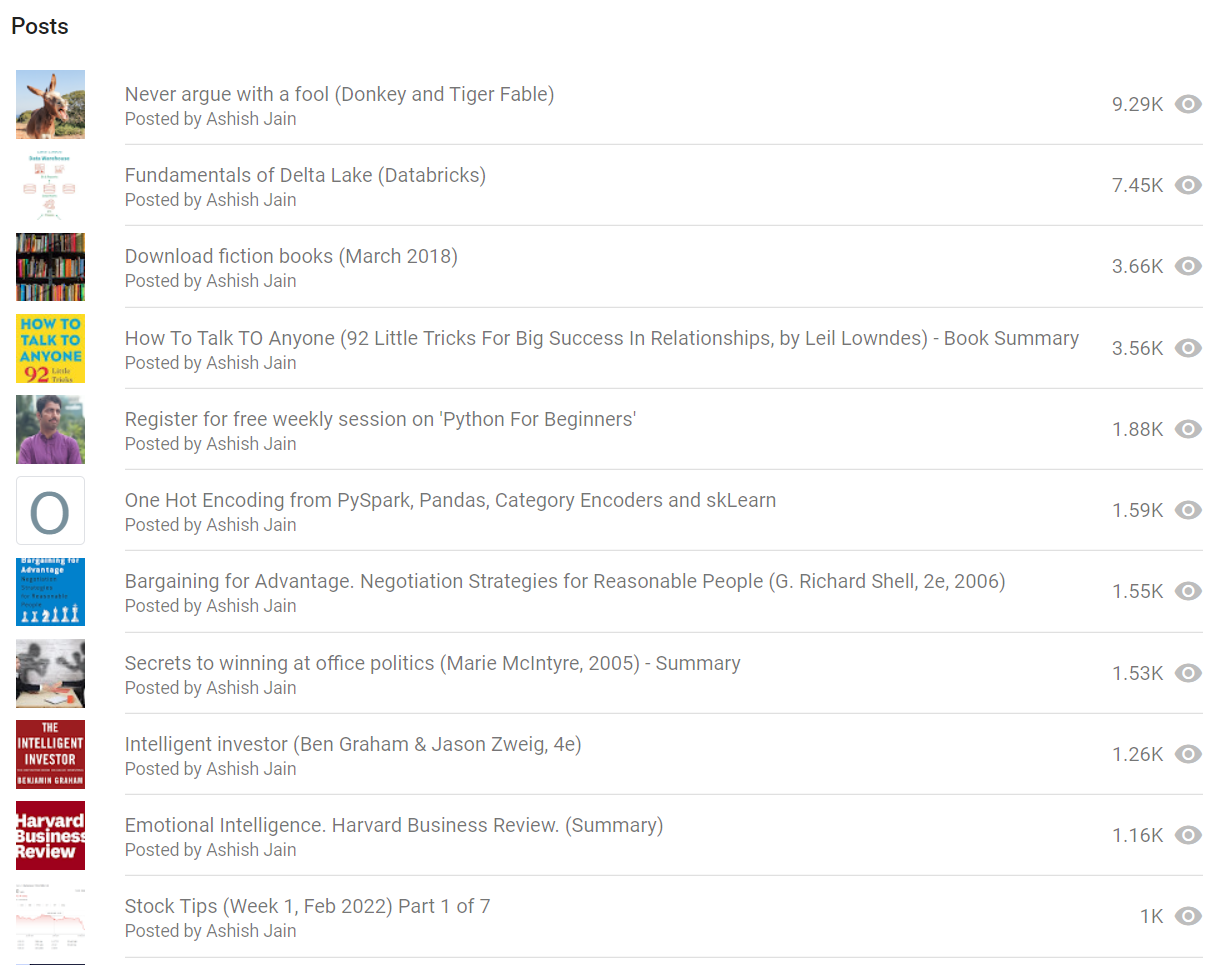 Posts
Never argue with a fool (Donkey and Tiger Fable)
Posted by Ashish Jain
9.29K
Data Warehouse
Fundamentals of Delta Lake (Databricks)
Posted by Ashish Jain
7.45K
Download fiction books (March 2018)
Posted by Ashish Jain
3.66K
HOW TO
TALK TO
ANYONE
92 Little
Tricks
How To Talk TO Anyone (92 Little Tricks For Big Success In Relationships, by Leil Lowndes) - Book Summary
Posted by Ashish Jain
3.56K
Register for free weekly session on 'Python For Beginners'
Posted by Ashish Jain
1.88K
O
One Hot Encoding from PySpark, Pandas, Category Encoders and skLearn
Posted by Ashish Jain
1.59K
Bargaining for
Advantage
Negotiation
Strategies
for Reasonable
People
Bargaining for Advantage. Negotiation Strategies for Reasonable People (G. Richard Shell, 2e, 2006)
Posted by Ashish Jain
1.55K
Secrets to winning at office politics (Marie McIntyre, 2005) - Summary
Posted by Ashish Jain
1.53K
THE
INTELLIGENT
INVESTOR
BENJAMIN GRAHAM
Intelligent investor (Ben Graham & Jason Zweig, 4e)
Posted by Ashish Jain
1.26K
Harvard
Business
Review
Emotional Intelligence. Harvard Business Review. (Summary)
Posted by Ashish Jain
1.16K
Stock Tips (Week 1, Feb 2022) Part 1 of 7
Posted by Ashish Jain
1K